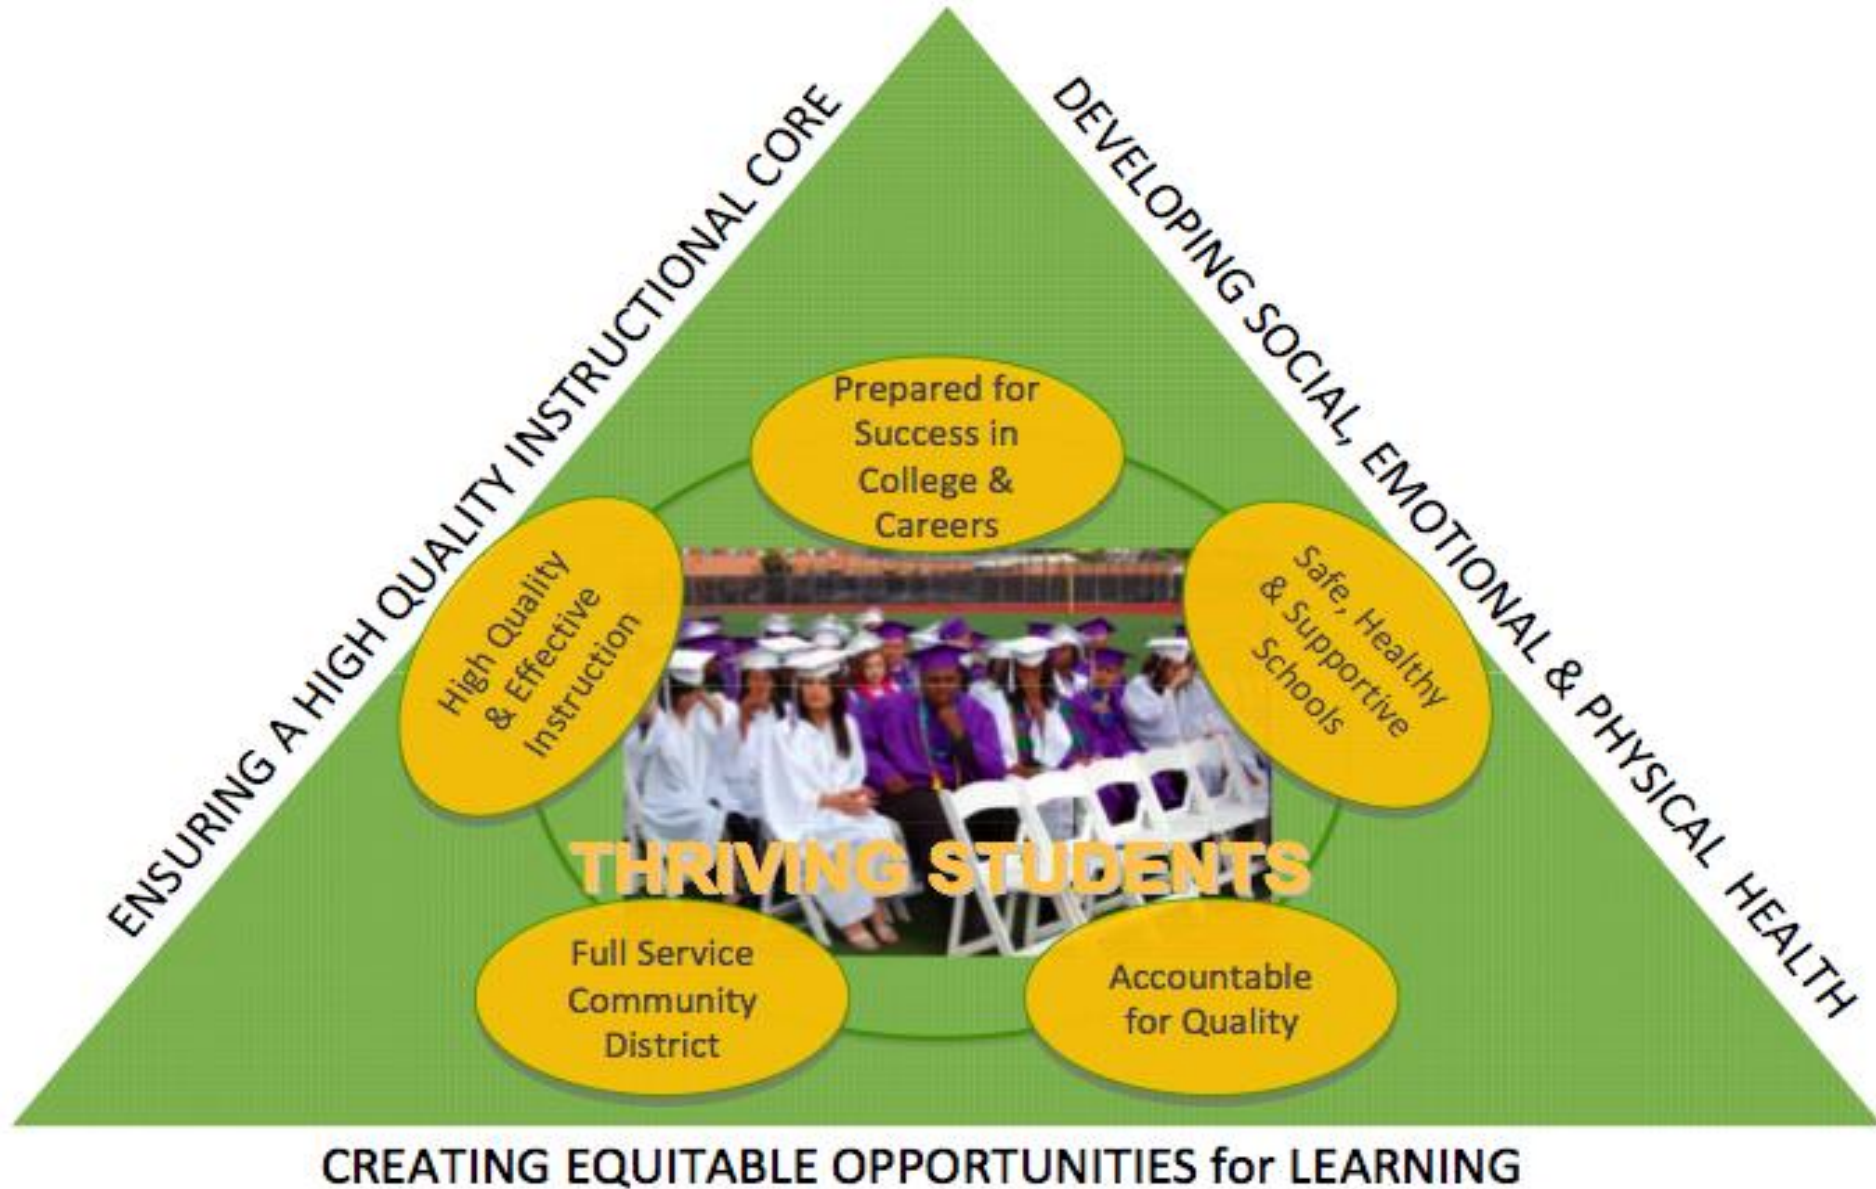 ENSURING A HIGH QUALITY INSTRUCTIONAL CORE
DEVELOPING SOCIAL, EMOTIONAL & PHYSICAL HEALTH
Prepared for
Success in
College &
Careers
High Quality
& Effective
Instruction
Safe, Healthy
& Supportive
Schools
THRIVING STUDENTS
Full Service
Community
District
Accountable
for Quality
CREATING EQUITABLE OPPORTUNITIES for LEARNING